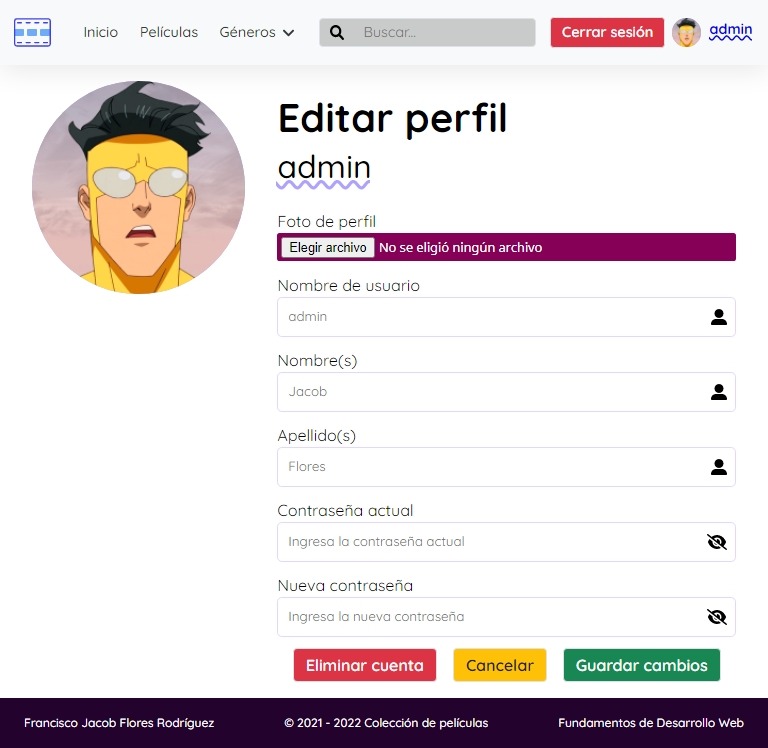 Inicio Películas Géneros Buscar... Cerrar sesión admin
Editar perfil
admin
Foto de perfil
Elegir archivo No se eligió ningún archivo
Nombre de usuario
admin
Nombre(s)
Jacob
Apellido(s)
Flores
Contraseña actual
Ingresa la contraseña actual
Nueva contraseña
Ingresa la nueva contraseña
Eliminar cuenta Cancelar Guardar cambios
Francisco Jacob Flores Rodríguez © 2021 - 2022 Colección de películas Fundamentos de Desarrollo Web